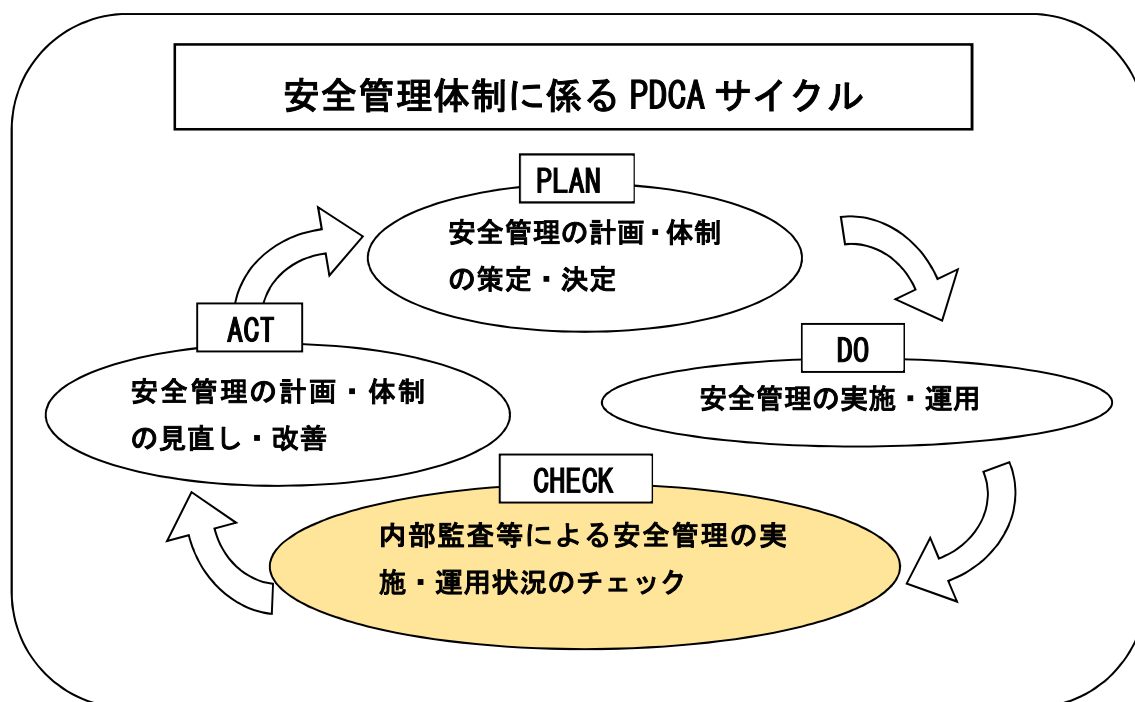 安全管理体制に係る PDCA サイクル
PLAN
安全管理の計画・体制
の策定・決定
DO
安全管理の実施・運用
CHECK
内部監査等による安全管理の実
施・運用状況のチェック
ACT
安全管理の計画・体制
の見直し・改善